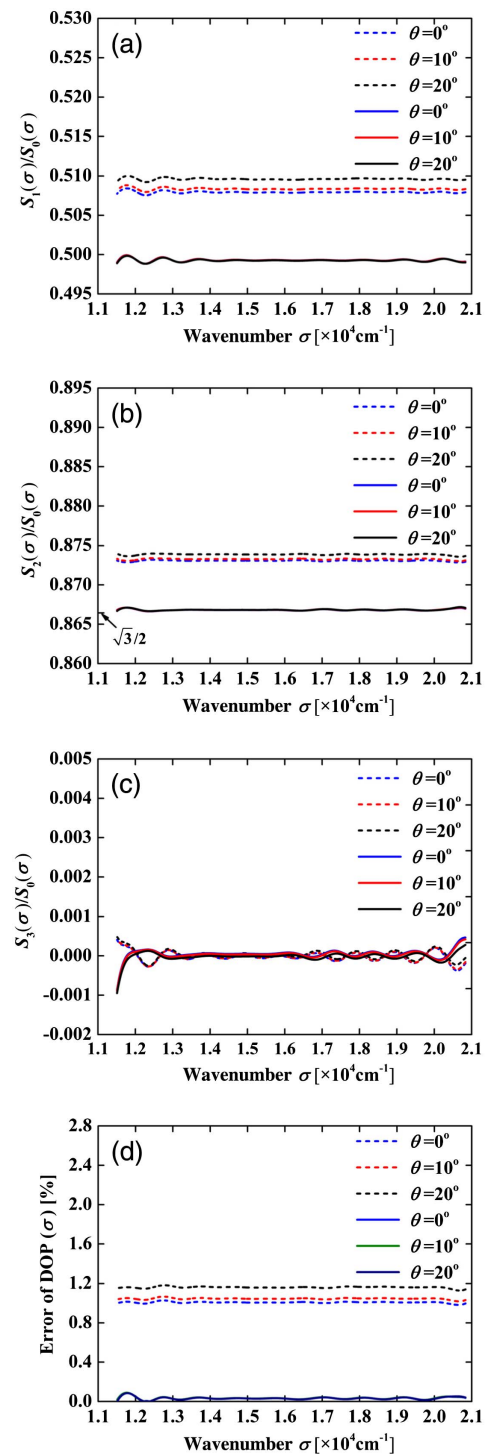 (a)
θ=0°
θ=10°
θ=20°
θ=0°
θ=10°
θ=20°
0.530
0.525
0.520
0.515
0.510
0.505
0.500
0.495
S₁(σ)/S₀(σ)
1.1 1.2 1.3 1.4 1.5 1.6 1.7 1.8 1.9 2.0 2.1
Wavenumber σ[×10⁴cm⁻¹]
(b)
θ=0°
θ=10°
θ=20°
θ=0°
θ=10°
θ=20°
0.895
0.890
0.885
0.880
0.875
0.870
0.865
0.860
S₂(σ)/S₀(σ)
√3/2
1.1 1.2 1.3 1.4 1.5 1.6 1.7 1.8 1.9 2.0 2.1
Wavenumber σ[×10⁴cm⁻¹]
(c)
θ=0°
θ=10°
θ=20°
θ=0°
θ=10°
θ=20°
0.005
0.004
0.003
0.002
0.001
0.000
-0.001
-0.002
S₃(σ)/S₀(σ)
1.1 1.2 1.3 1.4 1.5 1.6 1.7 1.8 1.9 2.0 2.1
Wavenumber σ[×10⁴cm⁻¹]
(d)
θ=0°
θ=10°
θ=20°
θ=0°
θ=10°
θ=20°
2.8
2.4
2.0
1.6
1.2
0.8
0.4
0.0
Error of DOP (σ) [%]
1.1 1.2 1.3 1.4 1.5 1.6 1.7 1.8 1.9 2.0 2.1
Wavenumber σ[×10⁴cm⁻¹]